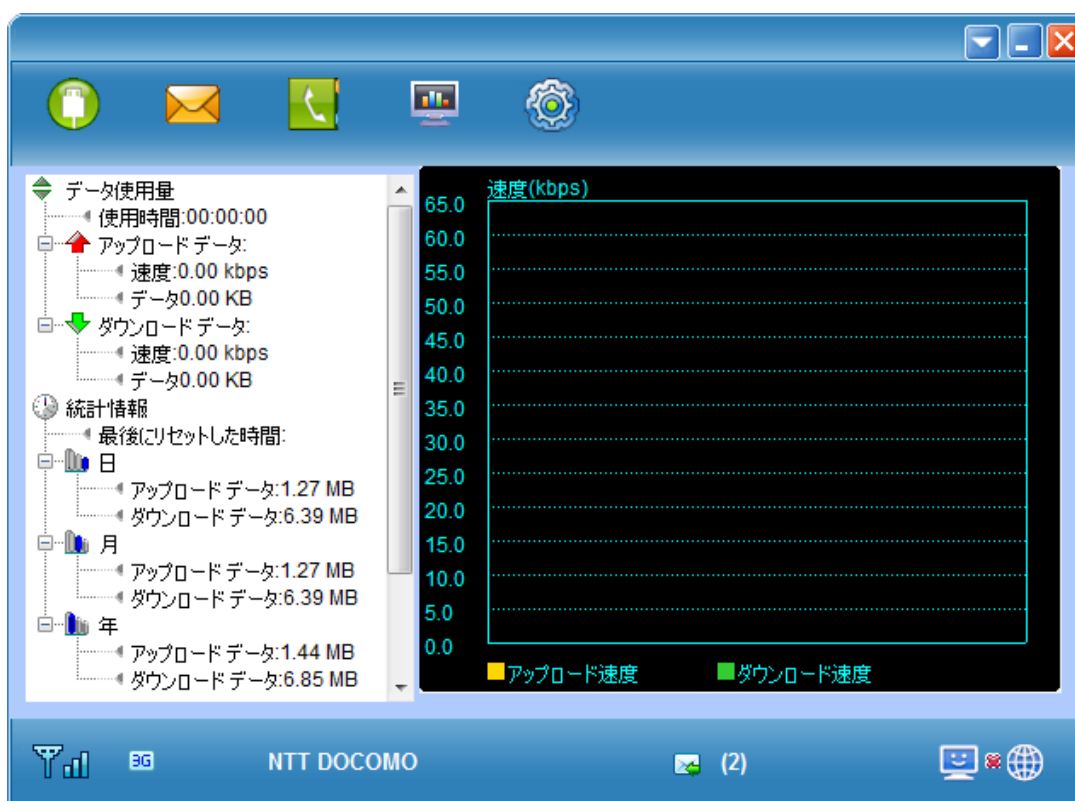 データ使用量
使用時間:00:00:00
アップロード データ:
速度:0.00 kbps
データ0.00 KB
ダウンロード データ:
速度:0.00 kbps
データ0.00 KB
統計情報
最後にリセットした時間:
日
アップロード データ:1.27 MB
ダウンロード データ:6.39 MB
月
アップロード データ:1.27 MB
ダウンロード データ:6.39 MB
年
アップロード データ:1.44 MB
ダウンロード データ:6.85 MB
速度(kbps)
65.0
60.0
55.0
50.0
45.0
40.0
35.0
30.0
25.0
20.0
15.0
10.0
5.0
0.0
アップロード速度 ダウンロード速度
3G NTT DOCOMO (2)